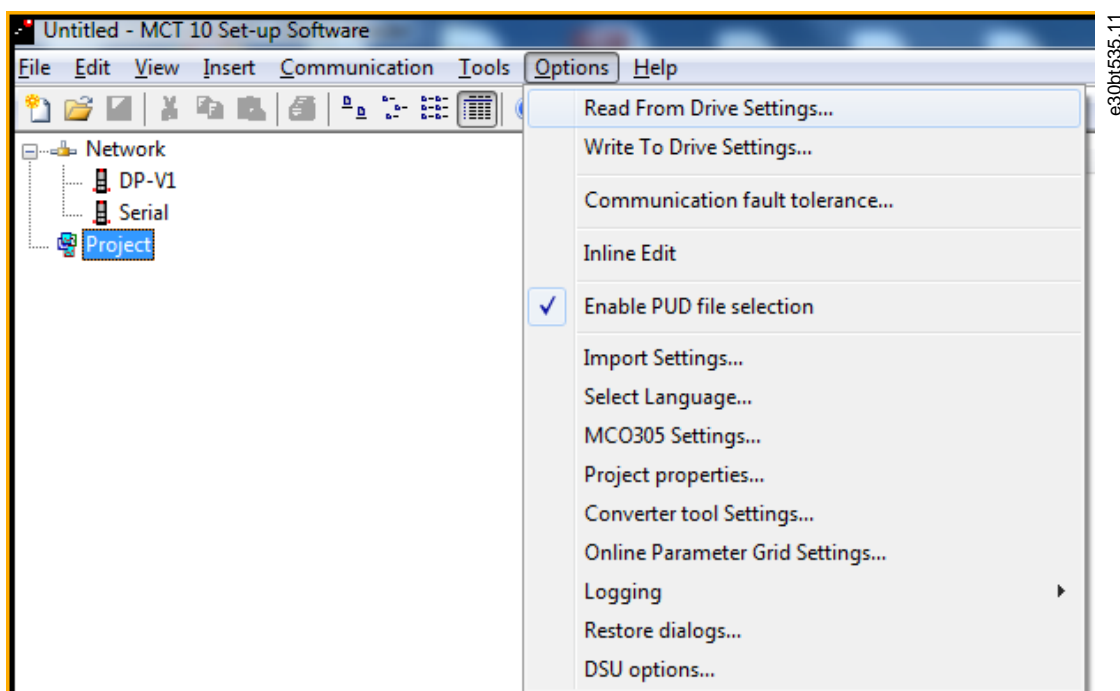 Untitled - MCT 10 Set-up Software
File Edit View Insert Communication Tools Options Help
Network
DP-V1
Serial
Project
Read From Drive Settings...
Write To Drive Settings...
Communication fault tolerance...
Inline Edit
Enable PUD file selection
Import Settings...
Select Language...
MCO305 Settings...
Project properties...
Converter tool Settings...
Online Parameter Grid Settings...
Logging
Restore dialogs...
DSU options...
e30bt535.11